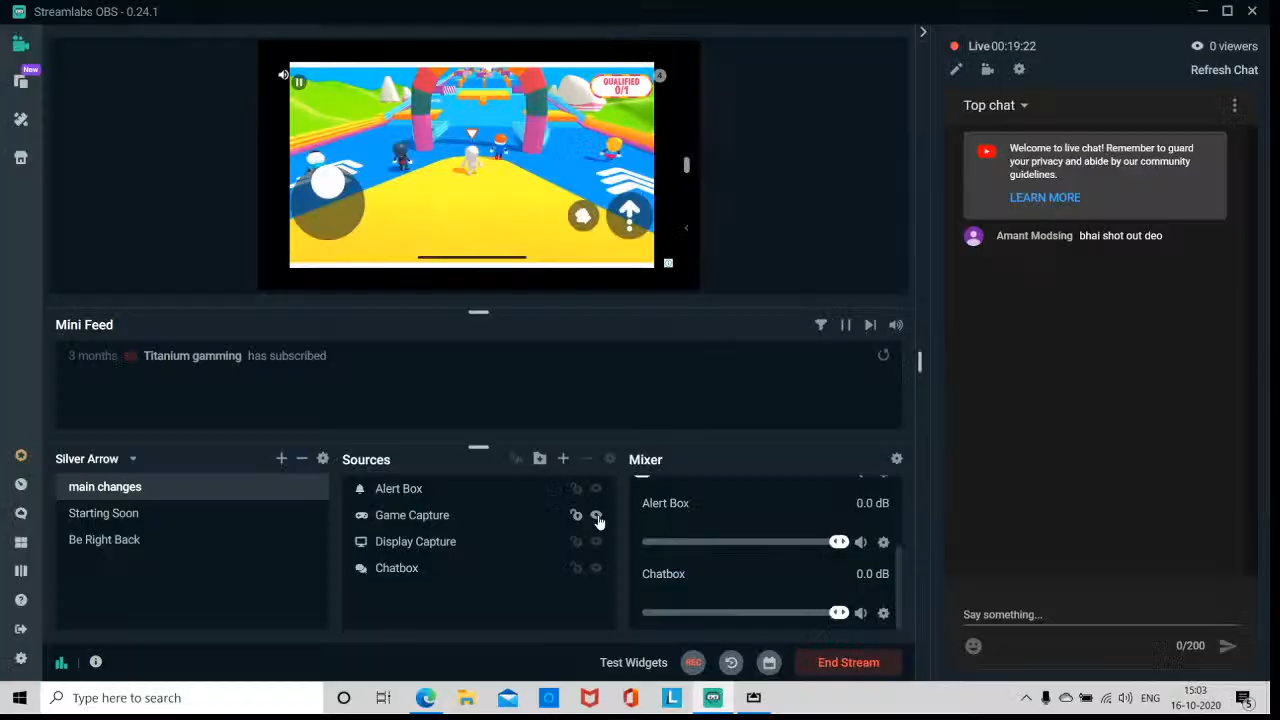 Streamlabs OBS - 0.24.1
New
QUALIFIED
0/1
4
Live 00:19:22
0 viewers
Refresh Chat
Top chat
Welcome to live chat! Remember to guard
your privacy and abide by our community
guidelines.
LEARN MORE
Amant Modsing bhai shot out deo
Mini Feed
3 months Titanium gamming has subscribed
Silver Arrow
main changes
Starting Soon
Be Right Back
Sources
Alert Box
Game Capture
Display Capture
Chatbox
Mixer
Alert Box 0.0 dB
Chatbox 0.0 dB
Say something...
0/200
Test Widgets
REC
End Stream
Type here to search
L
ENG
15:03
16-10-2020
5